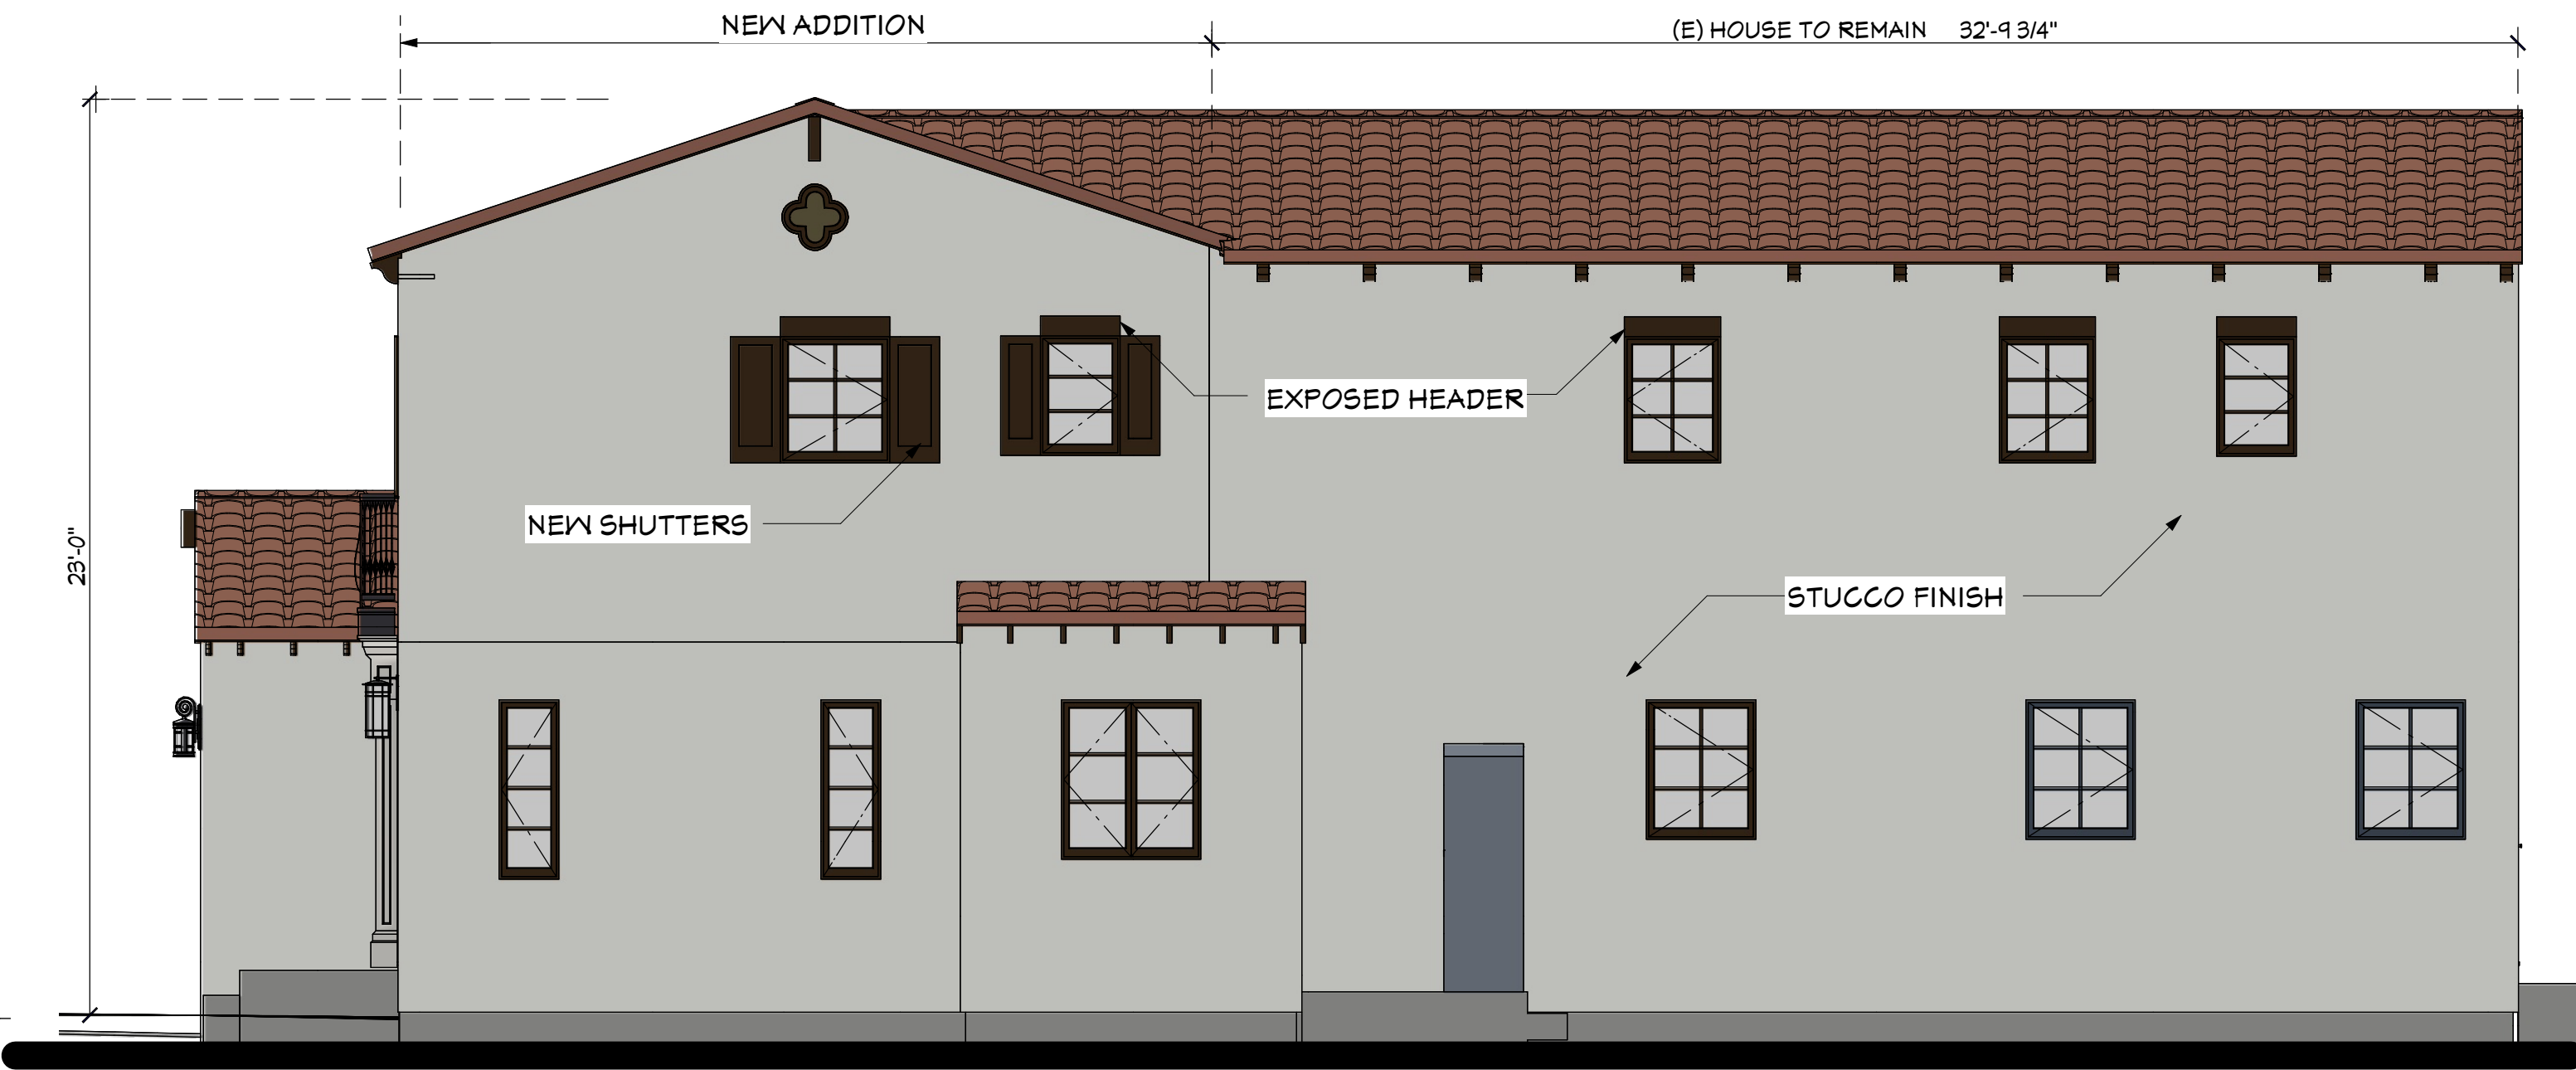 NEW ADDITION
(E) HOUSE TO REMAIN 32'-9 3/4"
EXPOSED HEADER
NEW SHUTTERS
23'-0"
STUCCO FINISH